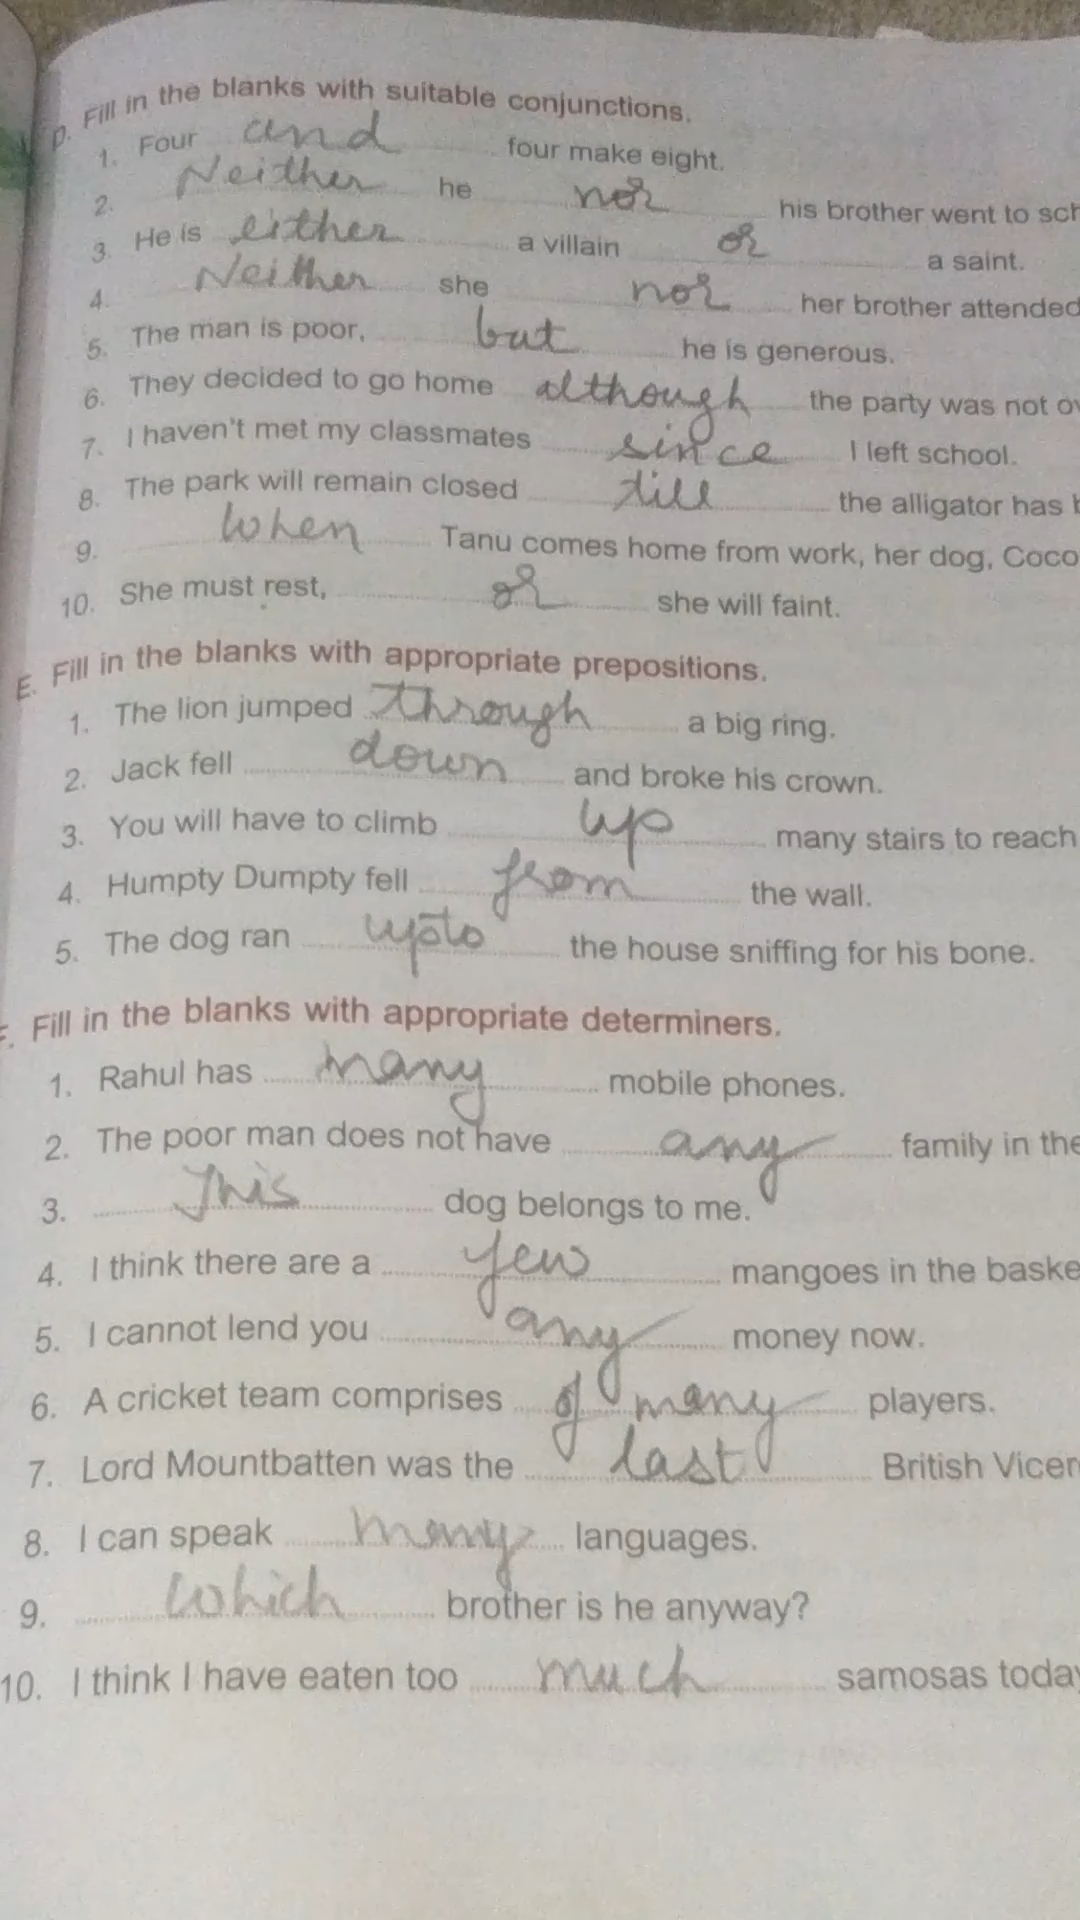 D. Fill in the blanks with suitable conjunctions.
1. Four and four make eight.
2. Neither he nor his brother went to sch
3. He is either a villain or a saint.
4. Neither she nor her brother attended
5. The man is poor, but he is generous.
6. They decided to go home although the party was not ov
7. I haven't met my classmates since I left school.
8. The park will remain closed till the alligator has b
9. When Tanu comes home from work, her dog, Coco
10. She must rest, or she will faint.
E. Fill in the blanks with appropriate prepositions.
1. The lion jumped through a big ring.
2. Jack fell down and broke his crown.
3. You will have to climb up many stairs to reach
4. Humpty Dumpty fell from the wall.
5. The dog ran upto the house sniffing for his bone.
F. Fill in the blanks with appropriate determiners.
1. Rahul has many mobile phones.
2. The poor man does not have any family in the
3. This dog belongs to me.
4. I think there are a few mangoes in the baske
5. I cannot lend you any money now.
6. A cricket team comprises of many players.
7. Lord Mountbatten was the last British Vicer
8. I can speak many languages.
9. Which brother is he anyway?
10. I think I have eaten too much samosas today